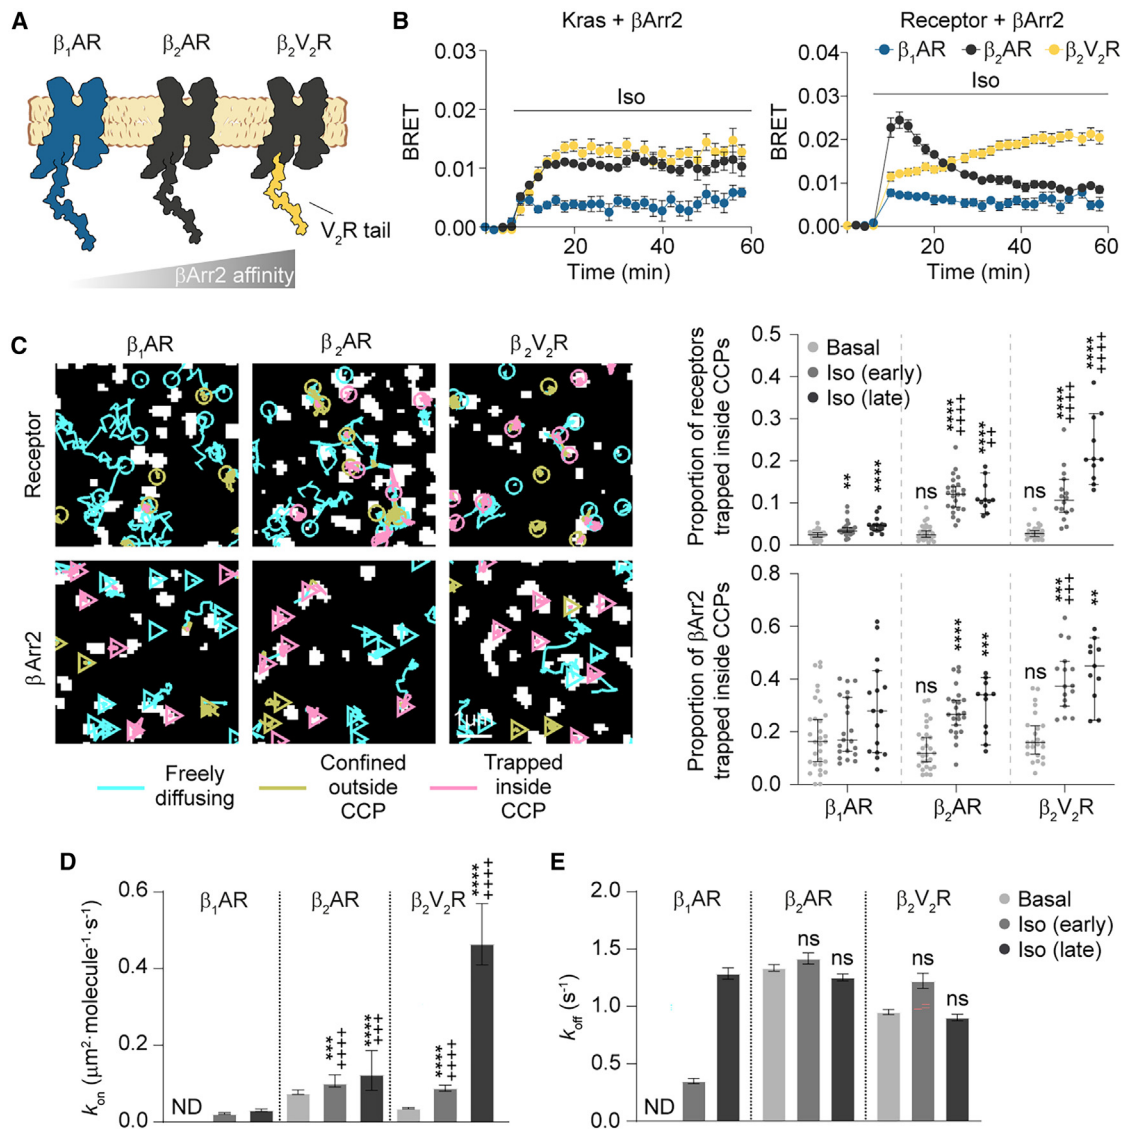 A
β1AR
β2AR
β2V2R
V2R tail
βArr2 affinity
B
Kras + βArr2
BRET
0.03
0.02
0.01
0.00
Iso
20
40
60
Time (min)
Receptor + βArr2
β1AR
β2AR
β2V2R
BRET
0.04
0.03
0.02
0.01
0.00
Iso
20
40
60
Time (min)
C
β1AR
β2AR
β2V2R
Receptor
βArr2
1μm
Freely diffusing
Confined outside CCP
Trapped inside CCP
Proportion of receptors
trapped inside CCPs
0.5
0.4
0.3
0.2
0.1
0.0
Basal
Iso (early)
Iso (late)
**
****
ns
****
++++
****
++
ns
****
++++
****
++++
Proportion of βArr2
trapped inside CCPs
0.8
0.6
0.4
0.2
0.0
ns
****
***
ns
***
+++
**
β1AR
β2AR
β2V2R
D
kon (μm²·molecule⁻¹·s⁻¹)
0.6
0.4
0.2
0.0
β1AR
β2AR
β2V2R
ND
***
++++
****
+++
****
++++
****
++++
E
koff (s⁻¹)
2.0
1.5
1.0
0.5
0.0
β1AR
β2AR
β2V2R
ND
ns
ns
ns
ns
Basal
Iso (early)
Iso (late)